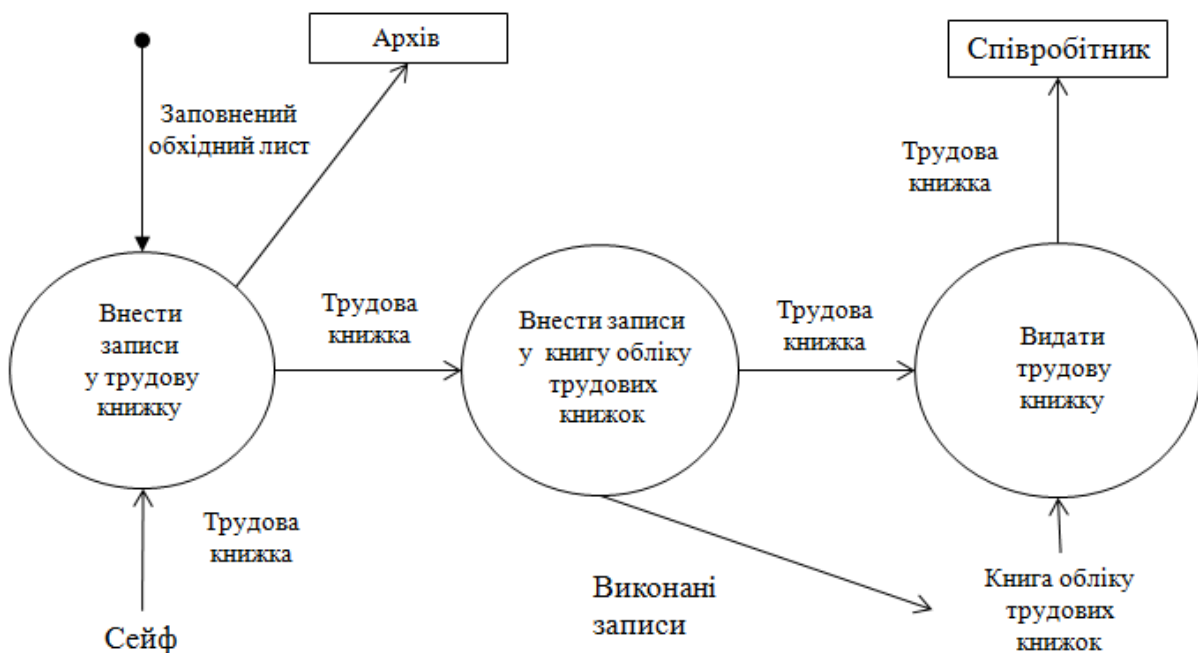 Архів
Співробітник
Заповнений
обхідний лист
Трудова
книжка
Внести
записи
у трудову
книжку
Трудова
книжка
Внести записи
у книгу обліку
трудових
книжок
Трудова
книжка
Видати
трудову
книжку
Трудова
книжка
Сейф
Виконані
записи
Книга обліку
трудових
книжок